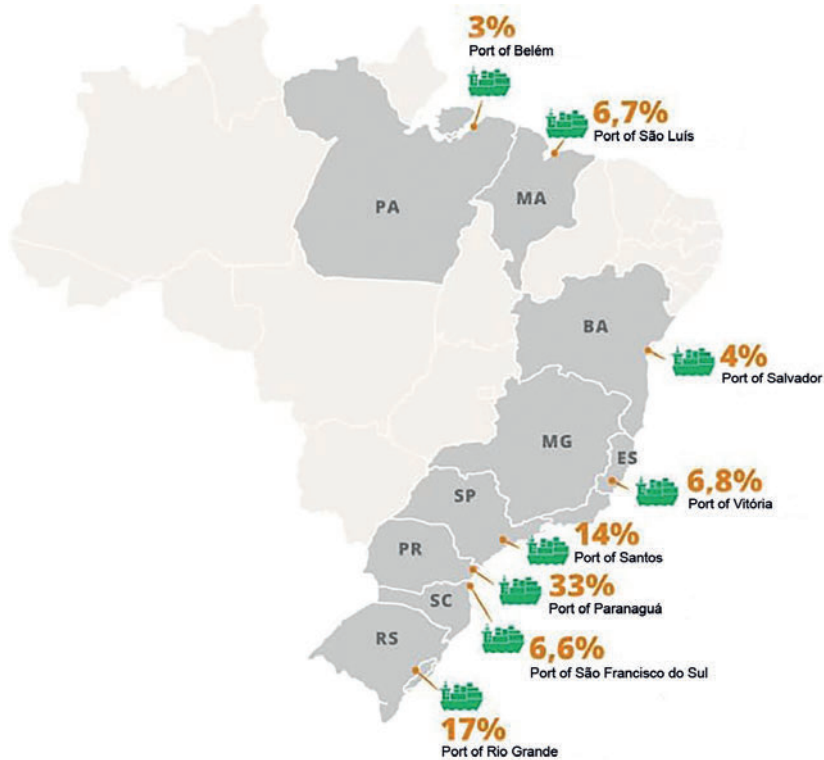 3%
Port of Belém
6,7%
Port of São Luís
PA
MA
BA
4%
Port of Salvador
MG
ES
6,8%
Port of Vitória
SP
14%
Port of Santos
PR
33%
Port of Paranaguá
SC
6,6%
Port of São Francisco do Sul
RS
17%
Port of Rio Grande